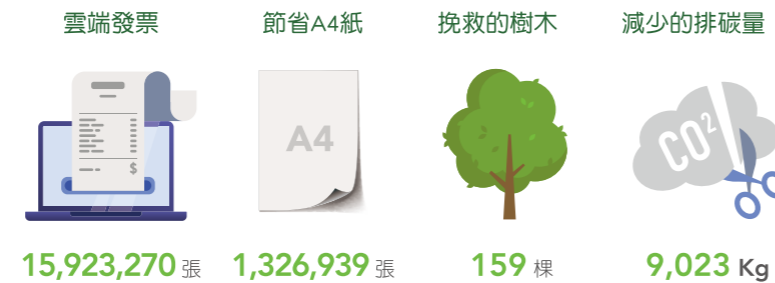 雲端發票
節省A4紙
挽救的樹木
減少的排碳量
$
A4
CO²
15,923,270 張
1,326,939 張
159 棵
9,023 Kg